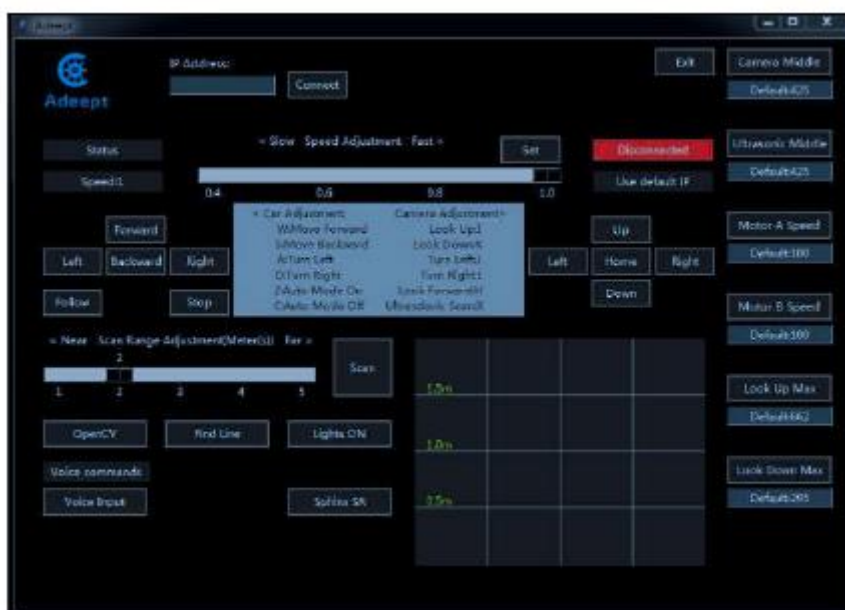 Adeept
Adeept
IP Address:
Connect
Exit
Camera Middle
Default:425
Status
< Slow Speed Adjustment Fast >
Set
Disconnected
Ultrasonic Middle
Default:425
Speed:1
0.4 0.6 0.8 1.0
Use default IP
Forward
Left Backward Right
Follow Stop
< Car Adjustment
W:Move Forward
S:Move Backward
A:Turn Left
D:Turn Right
Z:Auto Mode On
C:Auto Mode Off
Camera Adjustment>
Look Up:I
Look Down:K
Turn Left:J
Turn Right:L
Look Forward:H
Ultrasonic Scan:X
Up
Left Home Right
Down
Motor A Speed
Default:100
Motor B Speed
Default:100
< Near Scan Range Adjustment(Meter(s)) Far >
2
1 2 3 4 5
Scan
Look Up Max
Default:662
OpenCV Find Line Lights ON
Voice commands
Voice Input Sphinx SR
1.5m
1.0m
0.5m
Look Down Max
Default:295